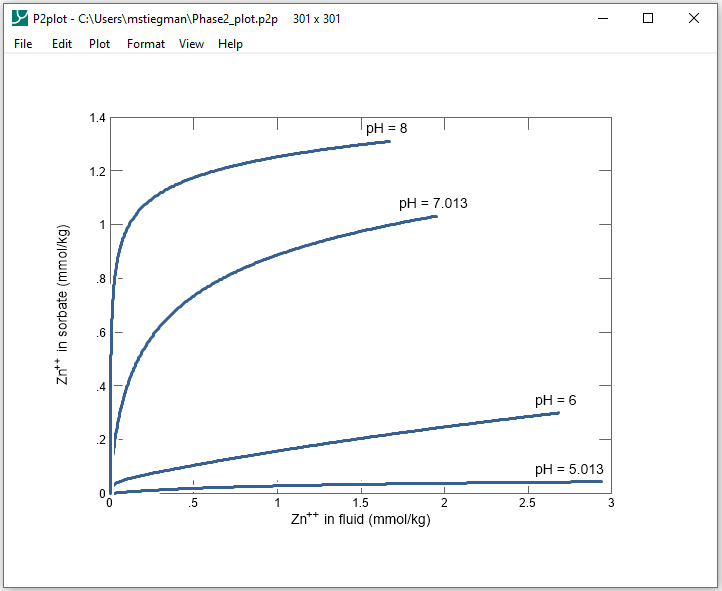 P2plot - C:\Users\mstiegman\Phase2_plot.p2p 301 x 301
File Edit Plot Format View Help
1.4
pH = 8
1.2
pH = 7.013
1
.8
.6
.4
pH = 6
.2
pH = 5.013
0
0 .5 1 1.5 2 2.5 3
Zn++ in fluid (mmol/kg)
Zn++ in sorbate (mmol/kg)